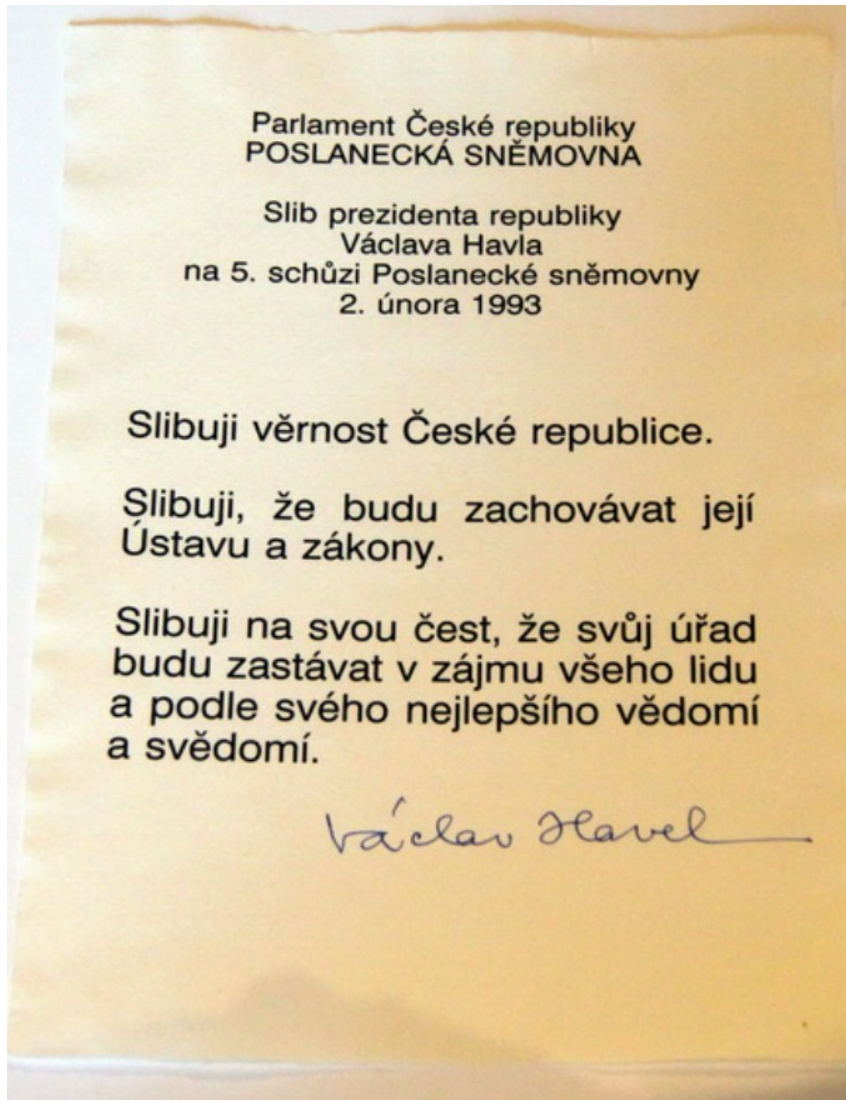 Parlament České republiky
POSLANECKÁ SNĚMOVNA
Slib prezidenta republiky
Václava Havla
na 5. schůzi Poslanecké sněmovny
2. února 1993
Slibuji věrnost České republice.
Slibuji, že budu zachovávat její
Ústavu a zákony.
Slibuji na svou čest, že svůj úřad
budu zastávat v zájmu všeho lidu
a podle svého nejlepšího vědomí
a svědomí.
Václav Havel